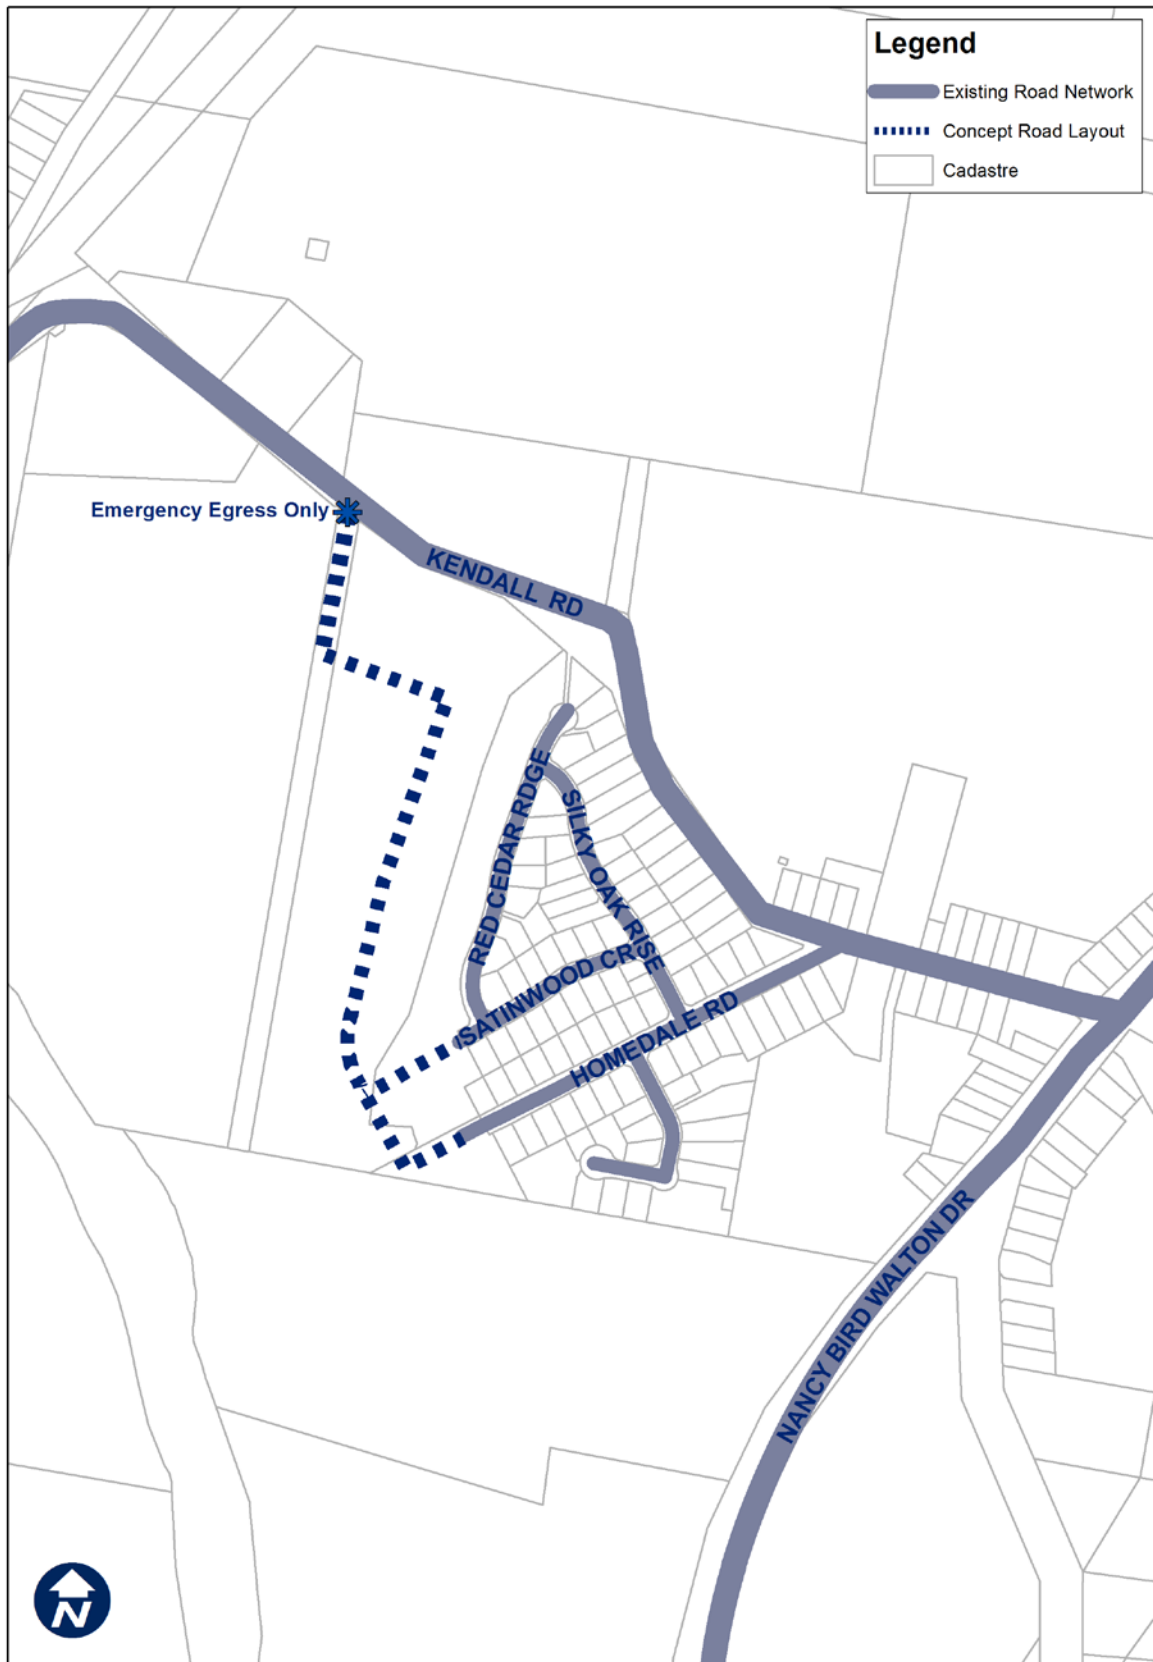 Legend
Existing Road Network
Concept Road Layout
Cadastre
Emergency Egress Only
KENDALL RD
RED CEDAR RDGE
SILKY OAK RISE
SATINWOOD CR
HOMEDALE RD
NANCY BIRD WALTON DR
N